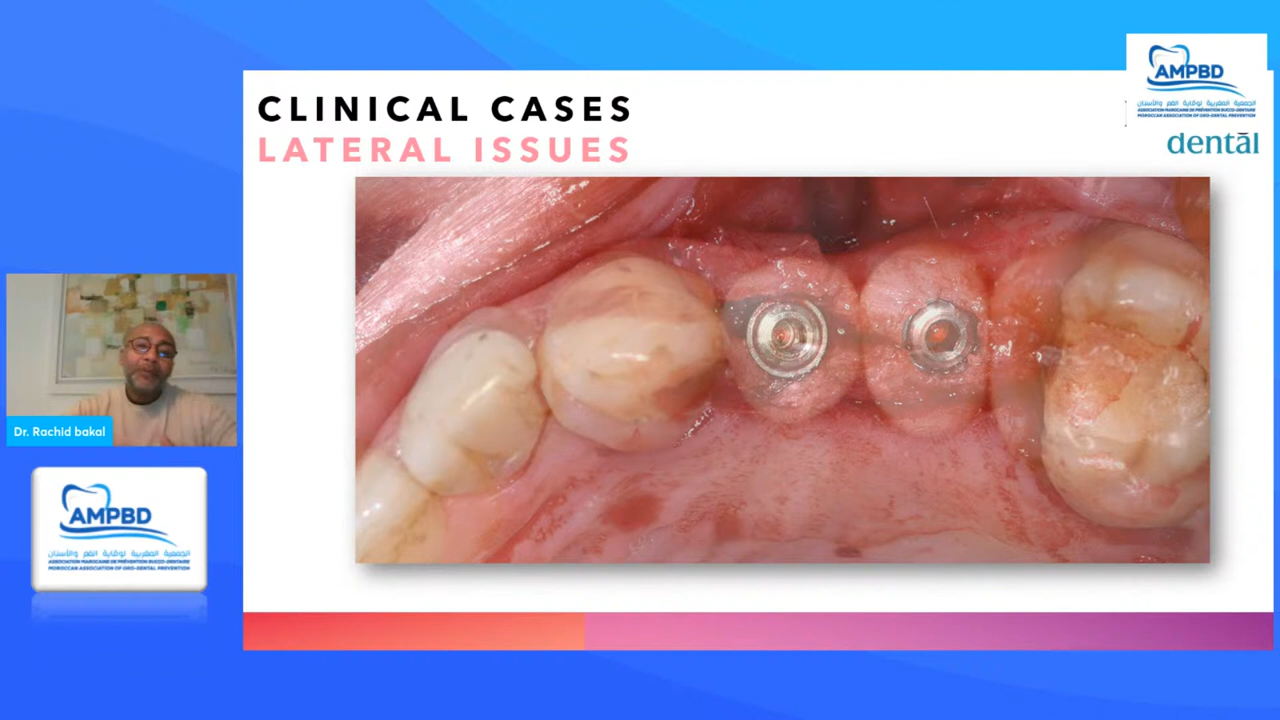 CLINICAL CASES
LATERAL ISSUES
AMPBD
الجمعية المغربية لوقاية الفم والأسنان
ASSOCIATION MAROCAINE DE PRÉVENTION BUCCO-DENTAIRE
MOROCCAN ASSOCIATION OF ORO-DENTAL PREVENTION
dentāl
Dr. Rachid bakal
AMPBD
الجمعية المغربية لوقاية الفم والأسنان
ASSOCIATION MAROCAINE DE PRÉVENTION BUCCO-DENTAIRE
MOROCCAN ASSOCIATION OF ORO-DENTAL PREVENTION